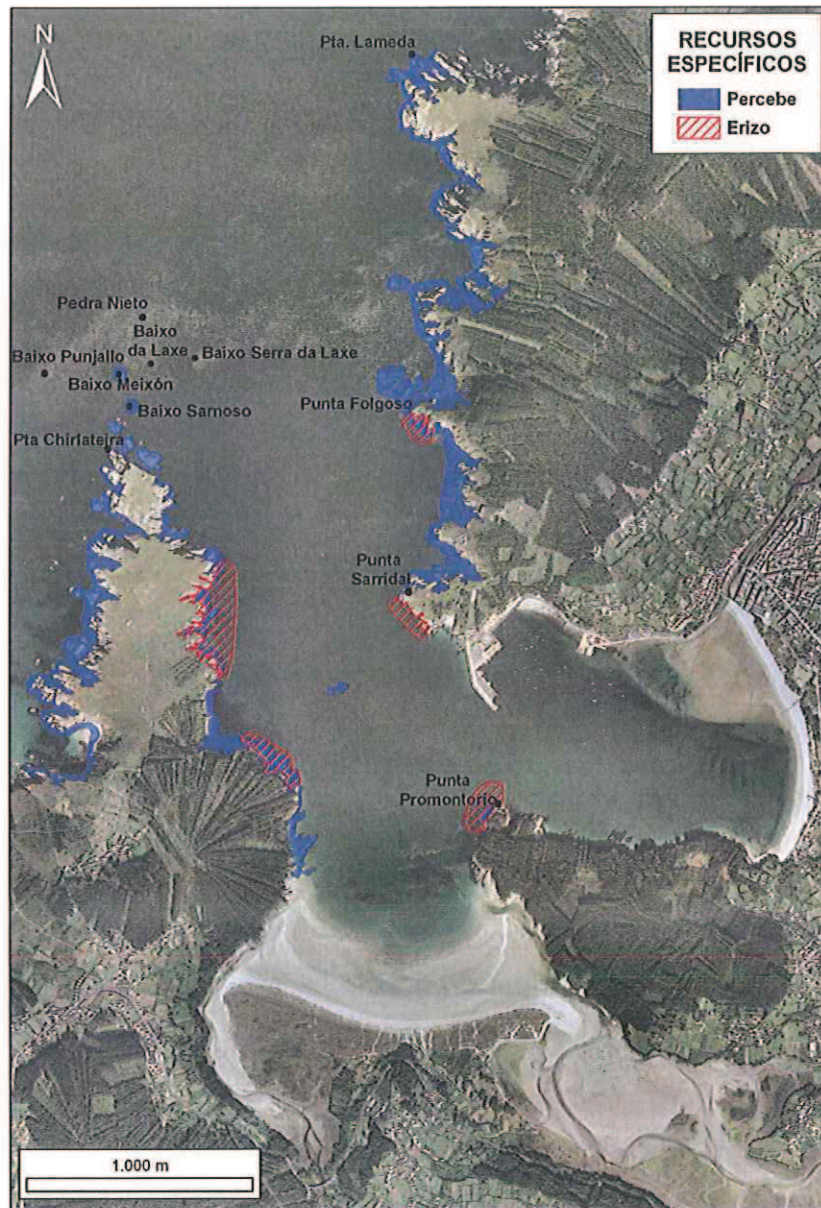 N
Pta. Lameda
RECURSOS
ESPECÍFICOS
Percebe
Erizo
Pedra Nieto
Baixo
da Laxe
Baixo Serra da Laxe
Baixo Punjallo
Baixo Meixón
Baixo Samoso
Punta Folgoso
Pta Chirlateira
Punta
Sarridal
Punta
Promontorio
1.000 m